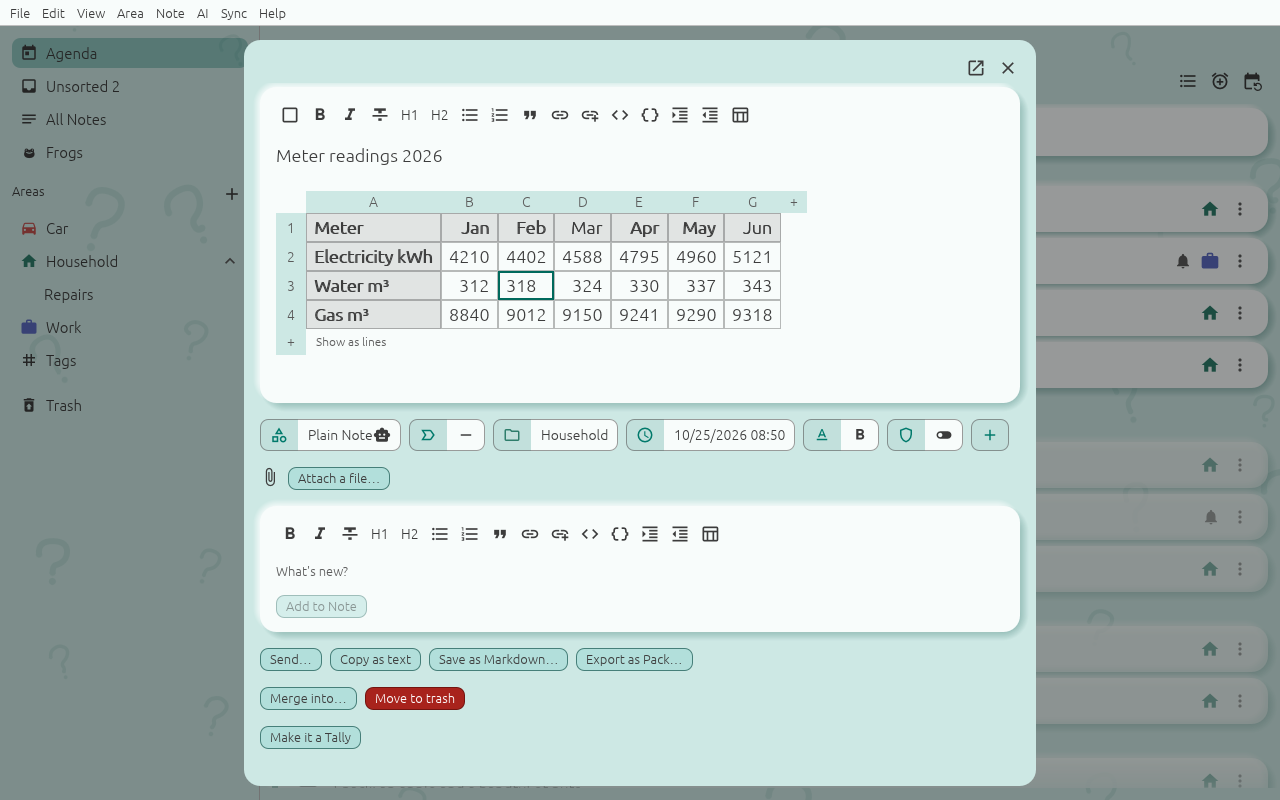 File Edit View Area Note AI Sync Help
Agenda
Unsorted 2
All Notes
Frogs
Areas
Car
Household
Repairs
Work
Tags
Trash
H1 H2
Meter readings 2026
A B C D E F G +
1 Meter Jan Feb Mar Apr May Jun
2 Electricity kWh 4210 4402 4588 4795 4960 5121
3 Water m³ 312 318 324 330 337 343
4 Gas m³ 8840 9012 9150 9241 9290 9318
+ Show as lines
Plain Note Household 10/25/2026 08:50 A B
Attach a file...
H1 H2
What's new?
Add to Note
Send... Copy as text Save as Markdown... Export as Pack...
Merge into... Move to trash
Make it a Tally